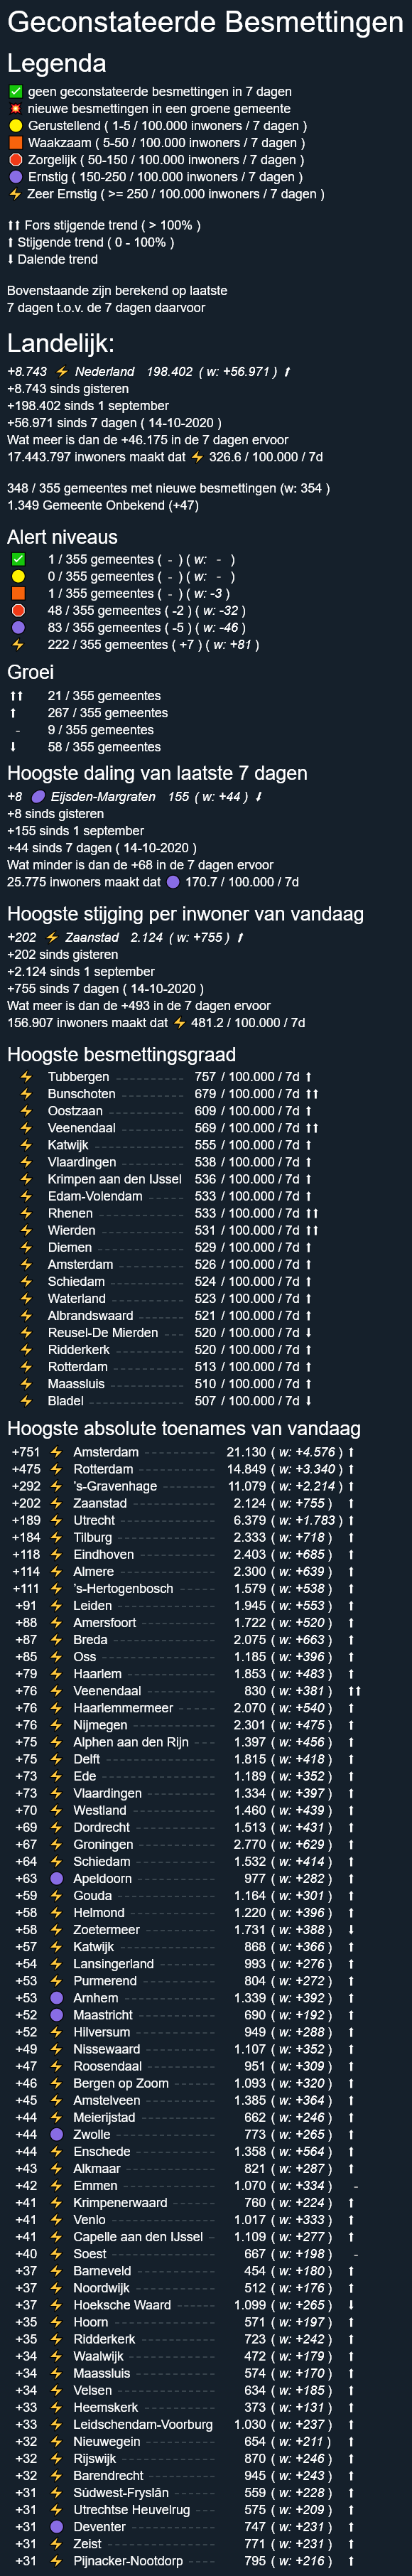 Geconstateerde Besmettingen
Legenda
✅ geen geconstateerde besmettingen in 7 dagen
💥 nieuwe besmettingen in een groene gemeente
🟡 Gerustellend ( 1-5 / 100.000 inwoners / 7 dagen )
🟧 Waakzaam ( 5-50 / 100.000 inwoners / 7 dagen )
🛑 Zorgelijk ( 50-150 / 100.000 inwoners / 7 dagen )
🟣 Ernstig ( 150-250 / 100.000 inwoners / 7 dagen )
⚡ Zeer Ernstig ( >= 250 / 100.000 inwoners / 7 dagen )
⬆⬆ Fors stijgende trend ( > 100% )
⬆ Stijgende trend ( 0 - 100% )
⬇ Dalende trend
Bovenstaande zijn berekend op laatste
7 dagen t.o.v. de 7 dagen daarvoor
Landelijk:
+8.743 ⚡ Nederland 198.402 ( w: +56.971 ) ⬆
+8.743 sinds gisteren
+198.402 sinds 1 september
+56.971 sinds 7 dagen ( 14-10-2020 )
Wat meer is dan de +46.175 in de 7 dagen ervoor
17.443.797 inwoners maakt dat ⚡ 326.6 / 100.000 / 7d
348 / 355 gemeentes met nieuwe besmettingen (w: 354 )
1.349 Gemeente Onbekend (+47)
Alert niveaus
✅ 1 / 355 gemeentes ( - ) ( w: - )
🟡 0 / 355 gemeentes ( - ) ( w: - )
🟧 1 / 355 gemeentes ( - ) ( w: -3 )
🛑 48 / 355 gemeentes ( -2 ) ( w: -32 )
🟣 83 / 355 gemeentes ( -5 ) ( w: -46 )
⚡ 222 / 355 gemeentes ( +7 ) ( w: +81 )
Groei
⬆⬆ 21 / 355 gemeentes
⬆ 267 / 355 gemeentes
- 9 / 355 gemeentes
⬇ 58 / 355 gemeentes
Hoogste daling van laatste 7 dagen
+8 🟣 Eijsden-Margraten 155 ( w: +44 ) ⬇
+8 sinds gisteren
+155 sinds 1 september
+44 sinds 7 dagen ( 14-10-2020 )
Wat minder is dan de +68 in de 7 dagen ervoor
25.775 inwoners maakt dat 🟣 170.7 / 100.000 / 7d
Hoogste stijging per inwoner van vandaag
+202 ⚡ Zaanstad 2.124 ( w: +755 ) ⬆
+202 sinds gisteren
+2.124 sinds 1 september
+755 sinds 7 dagen ( 14-10-2020 )
Wat meer is dan de +493 in de 7 dagen ervoor
156.907 inwoners maakt dat ⚡ 481.2 / 100.000 / 7d
Hoogste besmettingsgraad
⚡ Tubbergen 757 / 100.000 / 7d ⬆
⚡ Bunschoten 679 / 100.000 / 7d ⬆⬆
⚡ Oostzaan 609 / 100.000 / 7d ⬆
⚡ Veenendaal 569 / 100.000 / 7d ⬆⬆
⚡ Katwijk 555 / 100.000 / 7d ⬆
⚡ Vlaardingen 538 / 100.000 / 7d ⬆
⚡ Krimpen aan den IJssel 536 / 100.000 / 7d ⬆
⚡ Edam-Volendam 533 / 100.000 / 7d ⬆
⚡ Rhenen 533 / 100.000 / 7d ⬆⬆
⚡ Wierden 531 / 100.000 / 7d ⬆⬆
⚡ Diemen 529 / 100.000 / 7d ⬆
⚡ Amsterdam 526 / 100.000 / 7d ⬆
⚡ Schiedam 524 / 100.000 / 7d ⬆
⚡ Waterland 523 / 100.000 / 7d ⬆
⚡ Albrandswaard 521 / 100.000 / 7d ⬆
⚡ Reusel-De Mierden 520 / 100.000 / 7d ⬇
⚡ Ridderkerk 520 / 100.000 / 7d ⬆
⚡ Rotterdam 513 / 100.000 / 7d ⬆
⚡ Maassluis 510 / 100.000 / 7d ⬆
⚡ Bladel 507 / 100.000 / 7d ⬇
Hoogste absolute toenames van vandaag
+751 ⚡ Amsterdam 21.130 ( w: +4.576 ) ⬆
+475 ⚡ Rotterdam 14.849 ( w: +3.340 ) ⬆
+292 ⚡ 's-Gravenhage 11.079 ( w: +2.214 ) ⬆
+202 ⚡ Zaanstad 2.124 ( w: +755 ) ⬆
+189 ⚡ Utrecht 6.379 ( w: +1.783 ) ⬆
+184 ⚡ Tilburg 2.333 ( w: +718 ) ⬆
+118 ⚡ Eindhoven 2.403 ( w: +685 ) ⬆
+114 ⚡ Almere 2.300 ( w: +639 ) ⬆
+111 ⚡ 's-Hertogenbosch 1.579 ( w: +538 ) ⬆
+91 ⚡ Leiden 1.945 ( w: +553 ) ⬆
+88 ⚡ Amersfoort 1.722 ( w: +520 ) ⬆
+87 ⚡ Breda 2.075 ( w: +663 ) ⬆
+85 ⚡ Oss 1.185 ( w: +396 ) ⬆
+79 ⚡ Haarlem 1.853 ( w: +483 ) ⬆
+76 ⚡ Veenendaal 830 ( w: +381 ) ⬆⬆
+76 ⚡ Haarlemmermeer 2.070 ( w: +540 ) ⬆
+76 ⚡ Nijmegen 2.301 ( w: +475 ) ⬆
+75 ⚡ Alphen aan den Rijn 1.397 ( w: +456 ) ⬆
+75 ⚡ Delft 1.815 ( w: +418 ) ⬆
+73 ⚡ Ede 1.189 ( w: +352 ) ⬆
+73 ⚡ Vlaardingen 1.334 ( w: +397 ) ⬆
+70 ⚡ Westland 1.460 ( w: +439 ) ⬆
+69 ⚡ Dordrecht 1.513 ( w: +431 ) ⬆
+67 ⚡ Groningen 2.770 ( w: +629 ) ⬆
+64 ⚡ Schiedam 1.532 ( w: +414 ) ⬆
+63 🟣 Apeldoorn 977 ( w: +282 ) ⬆
+59 ⚡ Gouda 1.164 ( w: +301 ) ⬆
+58 ⚡ Helmond 1.220 ( w: +396 ) ⬆
+58 ⚡ Zoetermeer 1.731 ( w: +388 ) ⬇
+57 ⚡ Katwijk 868 ( w: +366 ) ⬆
+54 ⚡ Lansingerland 993 ( w: +276 ) ⬆
+53 ⚡ Purmerend 804 ( w: +272 ) ⬆
+53 🟣 Arnhem 1.339 ( w: +392 ) ⬆
+52 🟣 Maastricht 690 ( w: +192 ) ⬆
+52 ⚡ Hilversum 949 ( w: +288 ) ⬆
+49 ⚡ Nissewaard 1.107 ( w: +352 ) ⬆
+47 ⚡ Roosendaal 951 ( w: +309 ) ⬆
+46 ⚡ Bergen op Zoom 1.093 ( w: +320 ) ⬆
+45 ⚡ Amstelveen 1.385 ( w: +364 ) ⬆
+44 ⚡ Meierijstad 662 ( w: +246 ) ⬆
+44 🟣 Zwolle 773 ( w: +265 ) ⬆
+44 ⚡ Enschede 1.358 ( w: +564 ) ⬆
+43 ⚡ Alkmaar 821 ( w: +287 ) ⬆
+42 ⚡ Emmen 1.070 ( w: +334 ) -
+41 ⚡ Krimpenerwaard 760 ( w: +224 ) ⬆
+41 ⚡ Venlo 1.017 ( w: +333 ) ⬆
+41 ⚡ Capelle aan den IJssel 1.109 ( w: +277 ) ⬆
+40 ⚡ Soest 667 ( w: +198 ) -
+37 ⚡ Barneveld 454 ( w: +180 ) ⬆
+37 ⚡ Noordwijk 512 ( w: +176 ) ⬆
+37 ⚡ Hoeksche Waard 1.099 ( w: +265 ) ⬇
+35 ⚡ Hoorn 571 ( w: +197 ) ⬆
+35 ⚡ Ridderkerk 723 ( w: +242 ) ⬆
+34 ⚡ Waalwijk 472 ( w: +179 ) ⬆
+34 ⚡ Maassluis 574 ( w: +170 ) ⬆
+34 ⚡ Velsen 634 ( w: +185 ) ⬆
+33 ⚡ Heemskerk 373 ( w: +131 ) ⬆
+33 ⚡ Leidschendam-Voorburg 1.030 ( w: +237 ) ⬆
+32 ⚡ Nieuwegein 654 ( w: +211 ) ⬆
+32 ⚡ Rijswijk 870 ( w: +246 ) ⬆
+32 ⚡ Barendrecht 945 ( w: +243 ) ⬆
+31 ⚡ Súdwest-Fryslân 559 ( w: +228 ) ⬆
+31 ⚡ Utrechtse Heuvelrug 575 ( w: +209 ) ⬆
+31 🟣 Deventer 747 ( w: +231 ) ⬆
+31 ⚡ Zeist 771 ( w: +231 ) ⬆
+31 ⚡ Pijnacker-Nootdorp 795 ( w: +216 ) ⬆